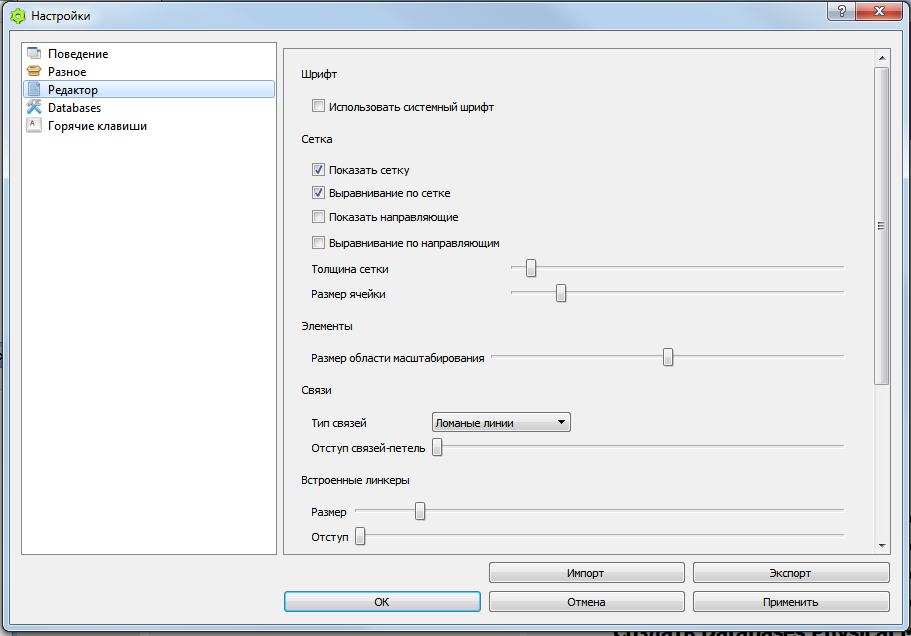 Настройки
Поведение
Разное
Редактор
Databases
Горячие клавиши
Шрифт
Использовать системный шрифт
Сетка
Показать сетку
Выравнивание по сетке
Показать направляющие
Выравнивание по направляющим
Толщина сетки
Размер ячейки
Элементы
Размер области масштабирования
Связи
Тип связей Ломаные линии
Отступ связей-петель
Встроенные линкеры
Размер
Отступ
Импорт Экспорт
OK Отмена Применить